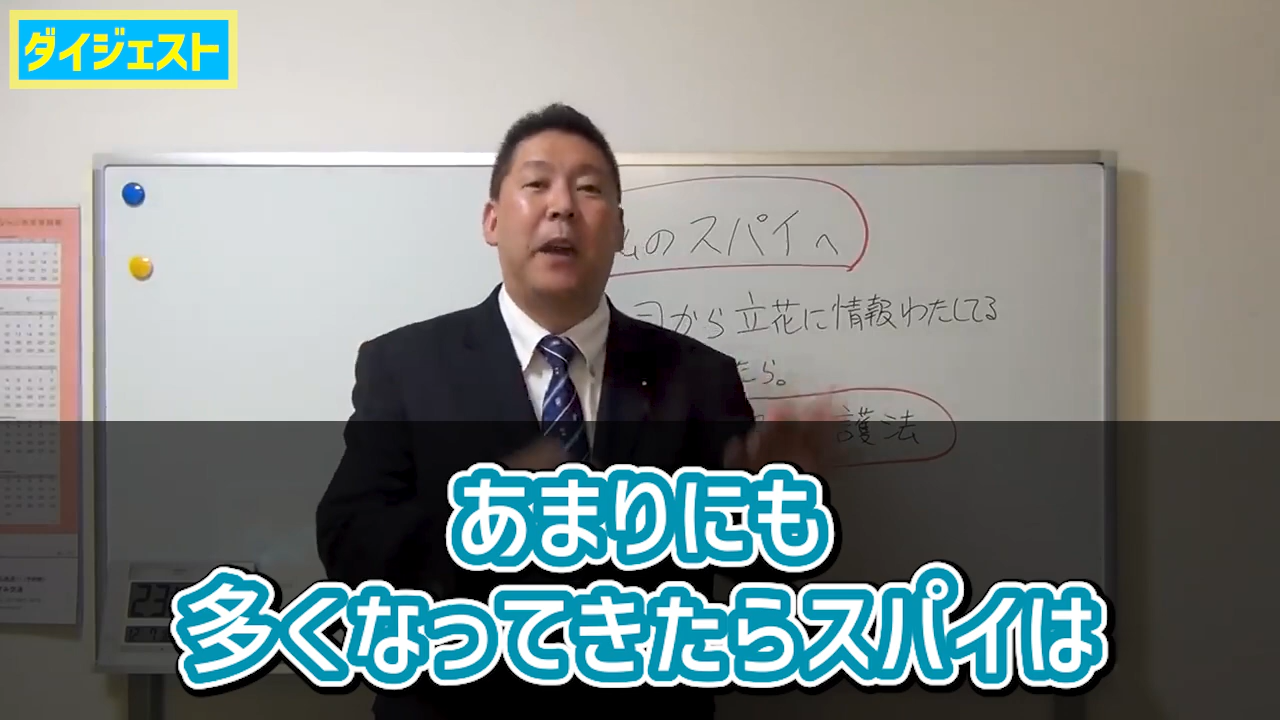 ダイジェスト
のスパイへ
から立花に情報わたしてる
ら。
護法
あまりにも
多くなってきたらスパイは